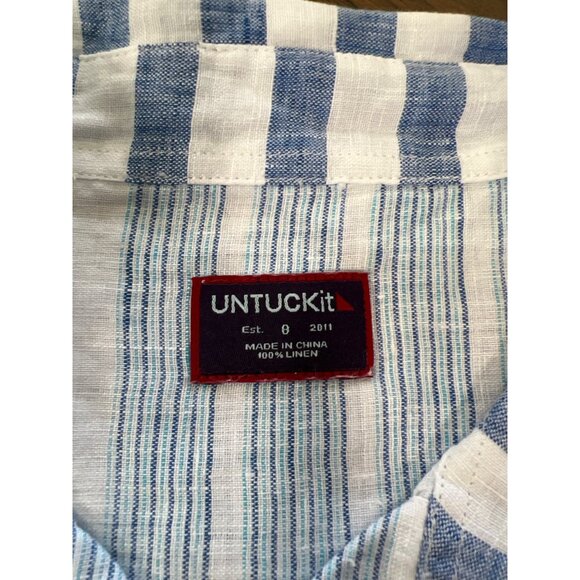 UNTUCKit
Est. 8 2011
MADE IN CHINA
100% LINEN